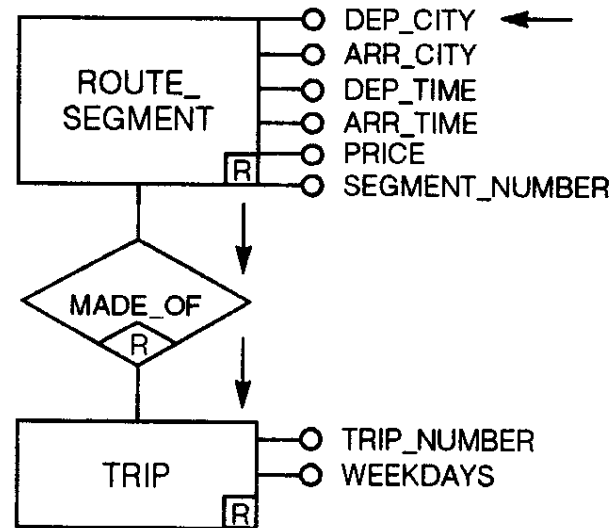 DEP_CITY
ARR_CITY
ROUTE_
SEGMENT
DEP_TIME
ARR_TIME
PRICE
R
SEGMENT_NUMBER
MADE_OF
R
TRIP_NUMBER
TRIP
WEEKDAYS
R